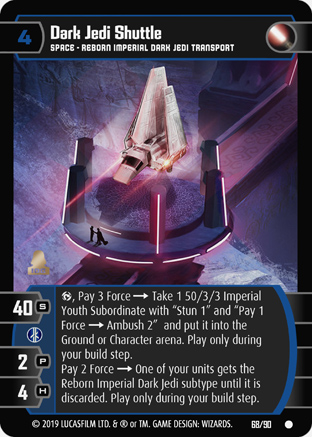 4
Dark Jedi Shuttle
SPACE - REBORN IMPERIAL DARK JEDI TRANSPORT
40 S
2 P
4 H
, Pay 3 Force → Take 1 50/3/3 Imperial
Youth Subordinate with “Stun 1” and “Pay 1
Force → Ambush 2” and put it into the
Ground or Character arena. Play only during
your build step.
Pay 2 Force → One of your units gets the
Reborn Imperial Dark Jedi subtype until it is
discarded. Play only during your build step.
© 2019 LUCASFILM LTD. & ® or TM. GAME DESIGN: WIZARDS.
68/90